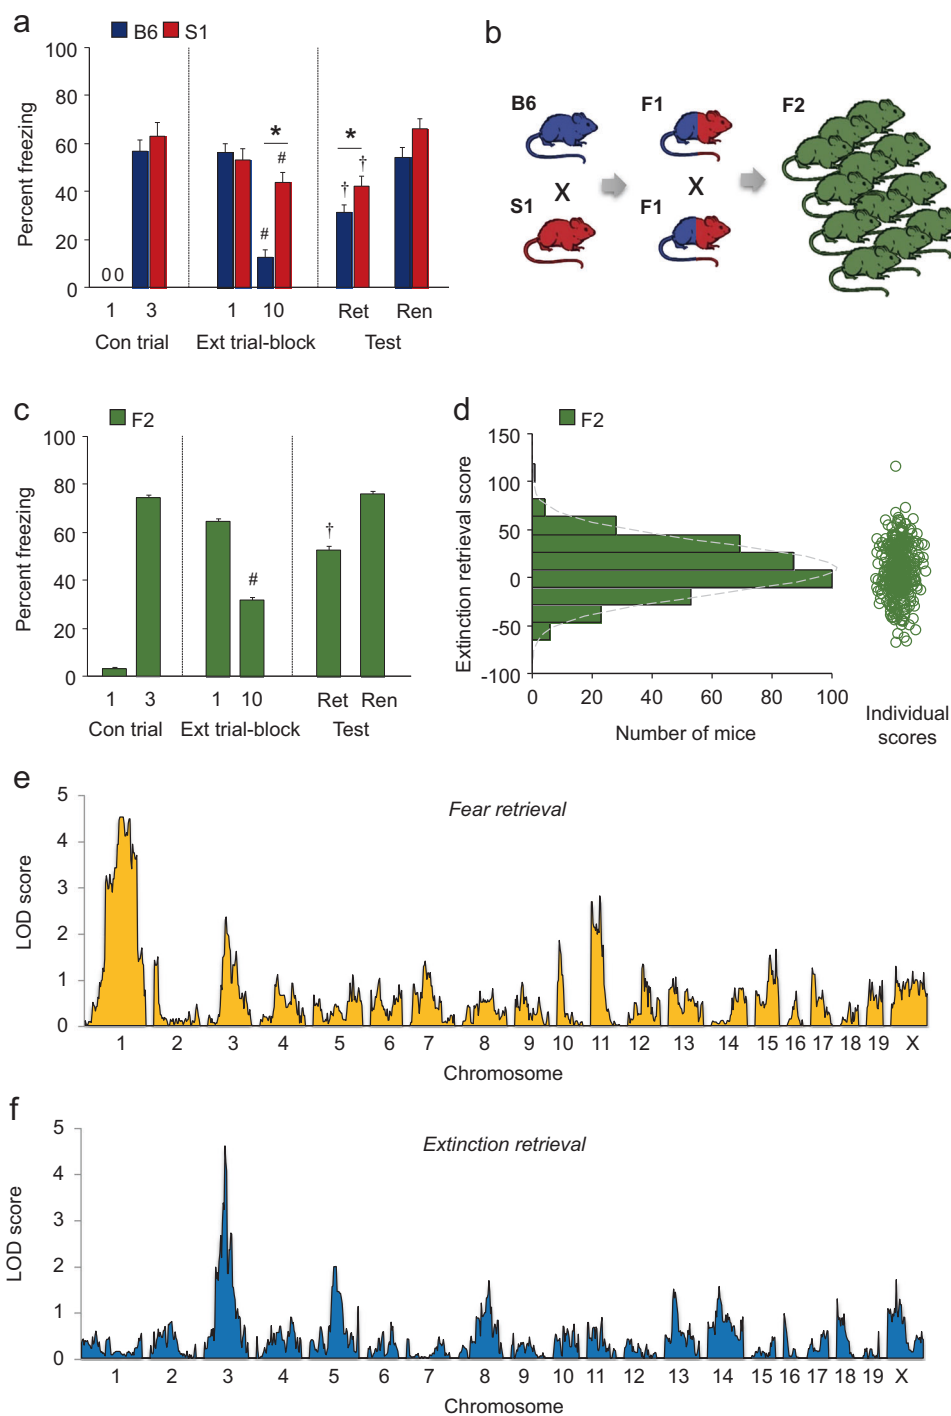 a
B6 S1
100
80
60
40
20
0
Percent freezing
* *
# # † †
0 0
1 3 1 10 Ret Ren
Con trial Ext trial-block Test
b
B6 F1 F2
X X
S1 F1
c
F2
100
80
60
40
20
0
Percent freezing
# †
1 3 1 10 Ret Ren
Con trial Ext trial-block Test
d
F2
150
100
50
0
-50
-100
Extinction retrieval score
0 20 40 60 80 100
Number of mice
Individual
scores
e
Fear retrieval
5
4
3
2
1
0
LOD score
1 2 3 4 5 6 7 8 9 10 11 12 13 14 15 16 17 18 19 X
Chromosome
f
Extinction retrieval
5
4
3
2
1
0
LOD score
1 2 3 4 5 6 7 8 9 10 11 12 13 14 15 16 17 18 19 X
Chromosome